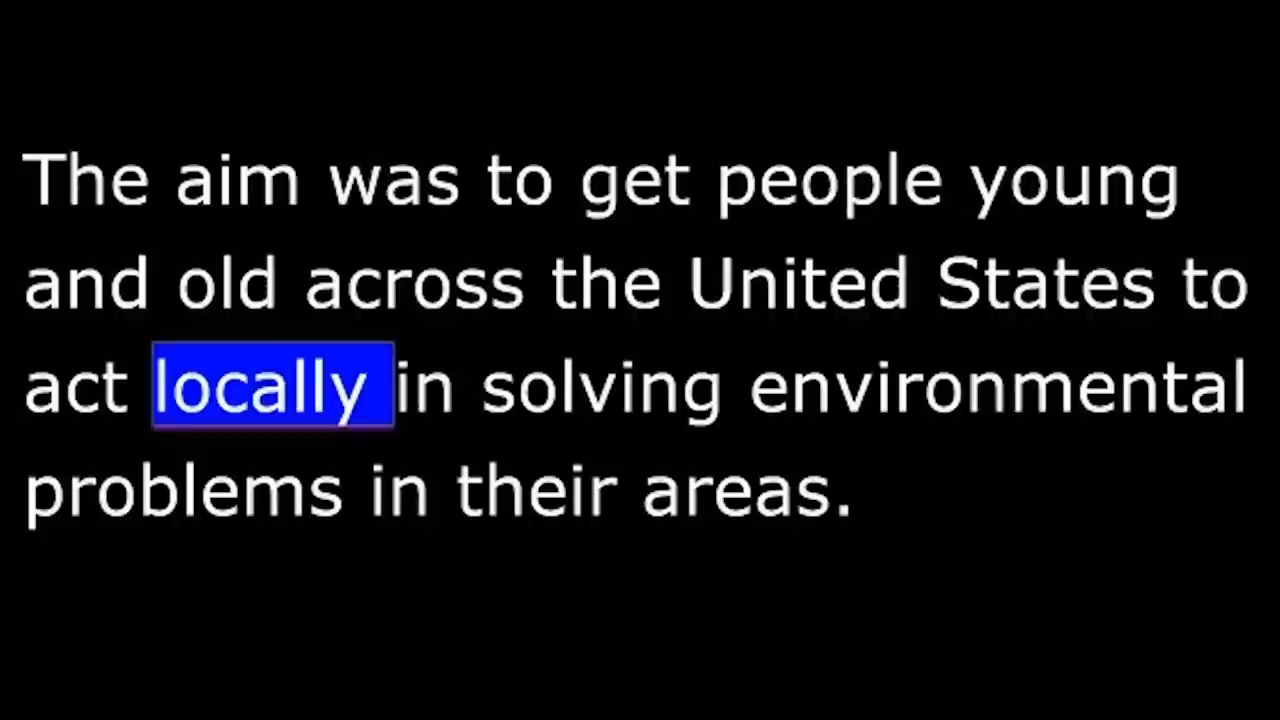 The aim was to get people young
and old across the United States to
act locally in solving environmental
problems in their areas.